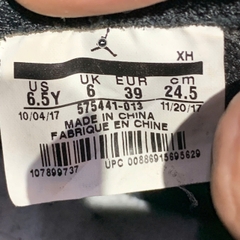 XH
US UK EUR cm
6.5Y 6 39 24.5
10/04/17 575441-013 11/20/17
MADE IN CHINA
FABRIQUE EN CHINE
107899737 UPC 00886915695629